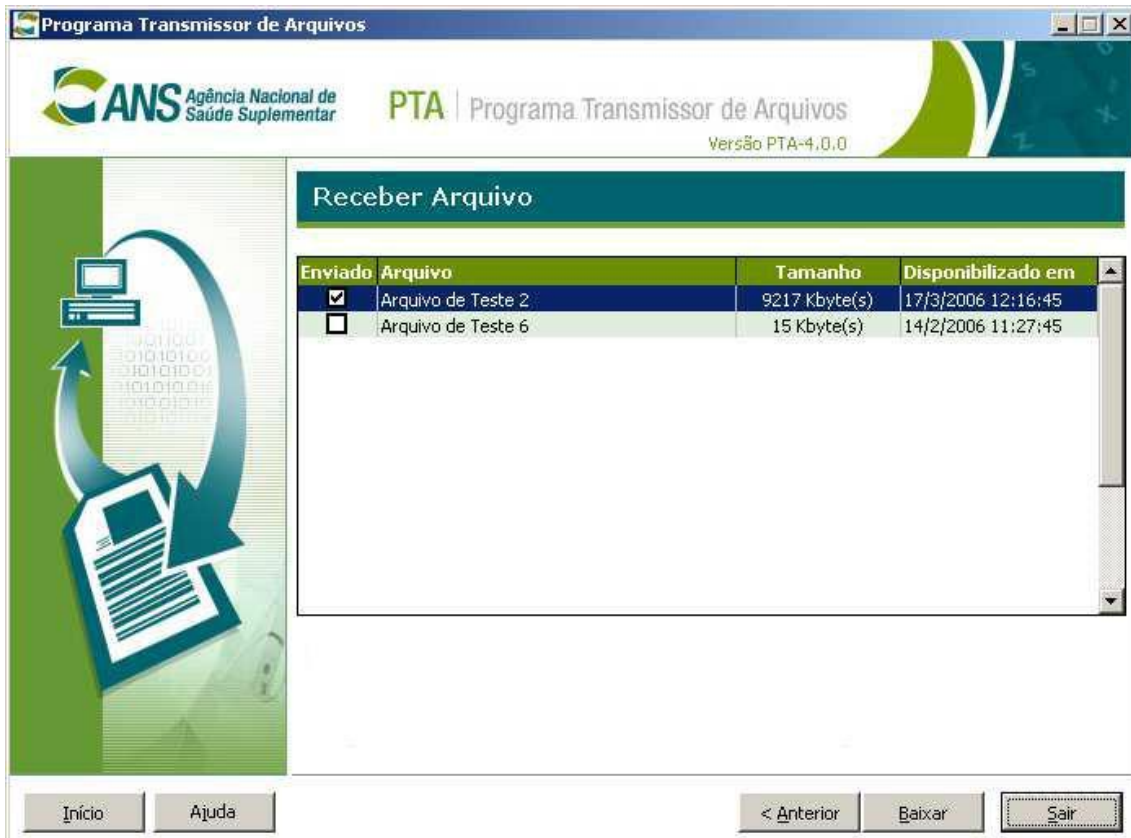 Programa Transmissor de Arquivos
ANS Agência Nacional de
Saúde Suplementar
PTA | Programa Transmissor de Arquivos
Versão PTA-4.0.0
Receber Arquivo
Enviado Arquivo Tamanho Disponibilizado em
Arquivo de Teste 2 9217 Kbyte(s) 17/3/2006 12:16:45
Arquivo de Teste 6 15 Kbyte(s) 14/2/2006 11:27:45
Início Ajuda < Anterior Baixar Sair